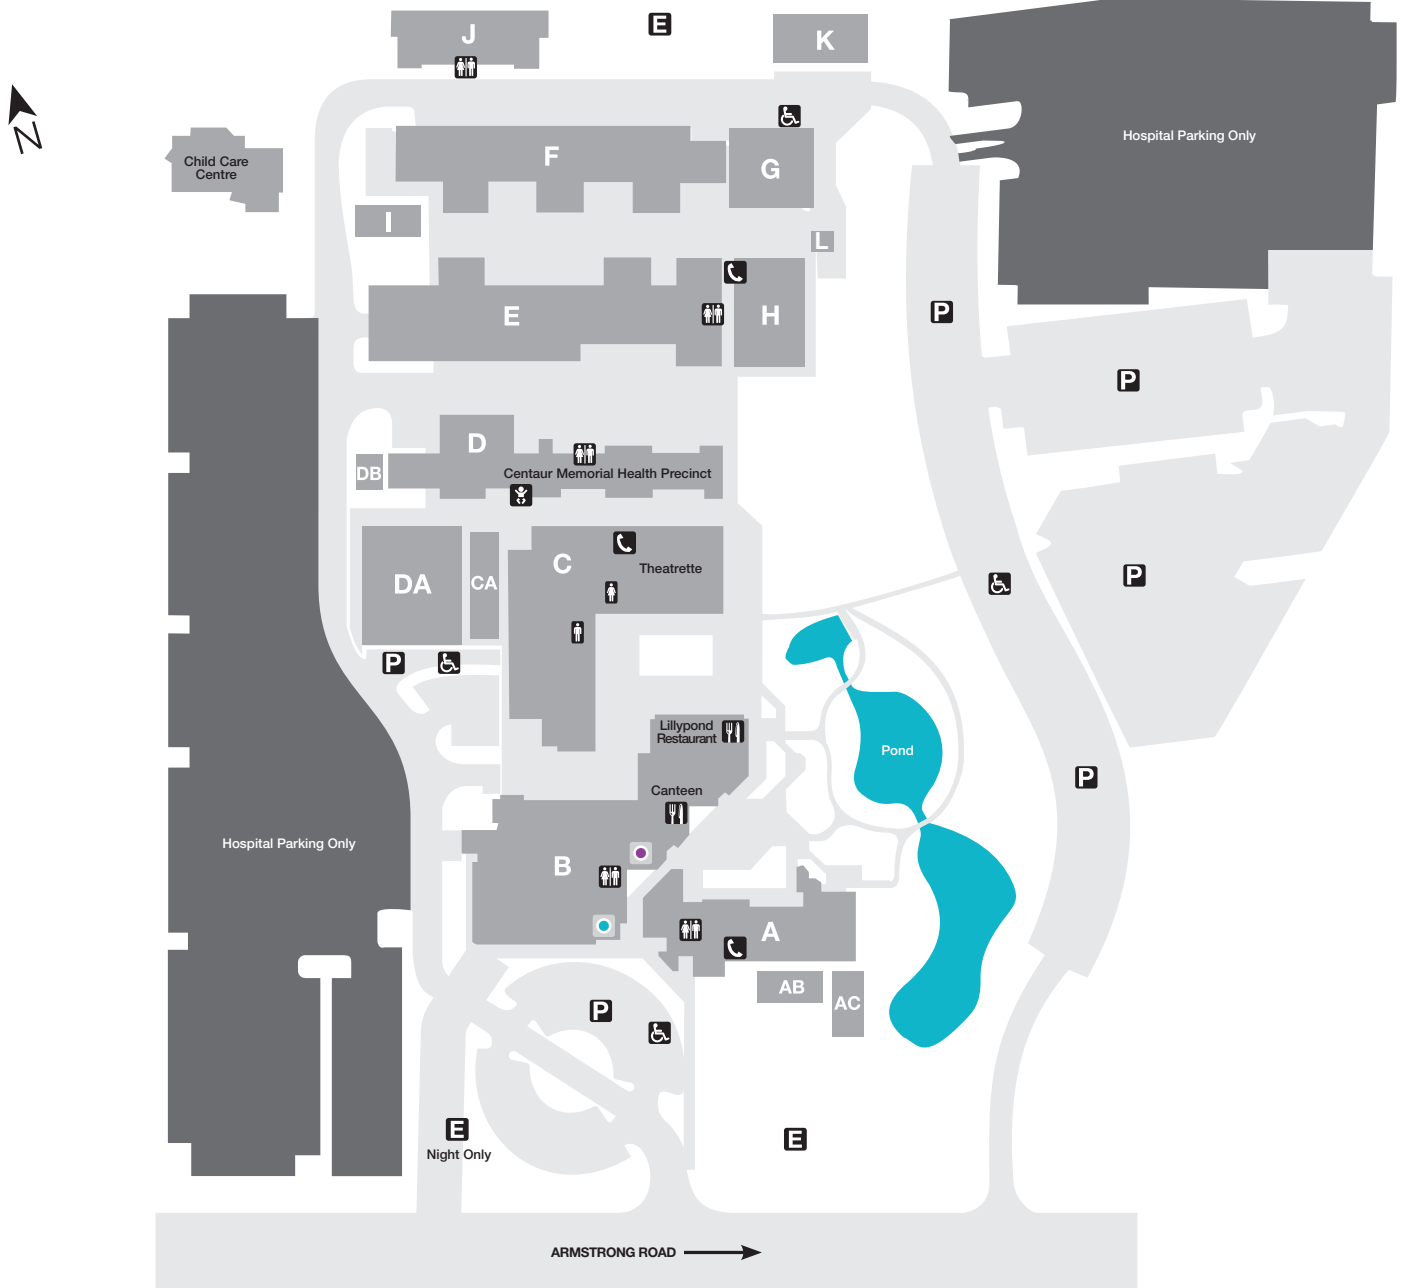 J
E
K
N
Hospital Parking Only
Child Care
Centre
F
G
I
L
E
H
P
P
D
DB
Centaur Memorial Health Precinct
C
Theatrette
DA
CA
P
P
Lillypond
Restaurant
Pond
P
Canteen
Hospital Parking Only
B
A
AB
AC
P
E
Night Only
E
ARMSTRONG ROAD